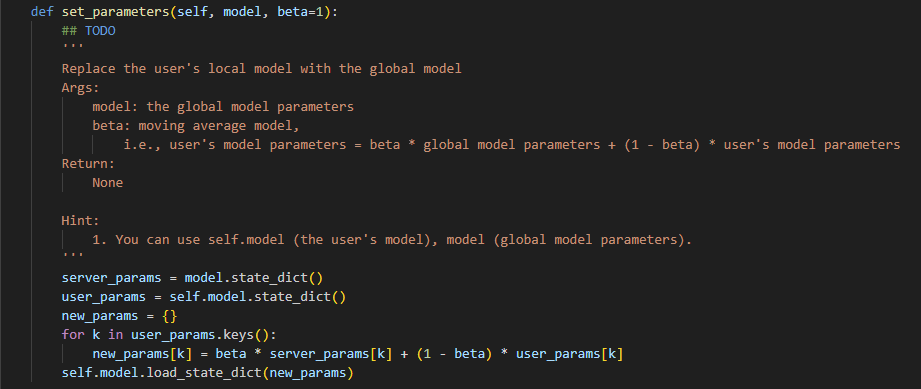 def set_parameters(self, model, beta=1):
## TODO
'''
Replace the user's local model with the global model
Args:
model: the global model parameters
beta: moving average model,
i.e., user's model parameters = beta * global model parameters + (1 - beta) * user's model parameters
Return:
None
Hint:
1. You can use self.model (the user's model), model (global model parameters).
'''
server_params = model.state_dict()
user_params = self.model.state_dict()
new_params = {}
for k in user_params.keys():
new_params[k] = beta * server_params[k] + (1 - beta) * user_params[k]
self.model.load_state_dict(new_params)